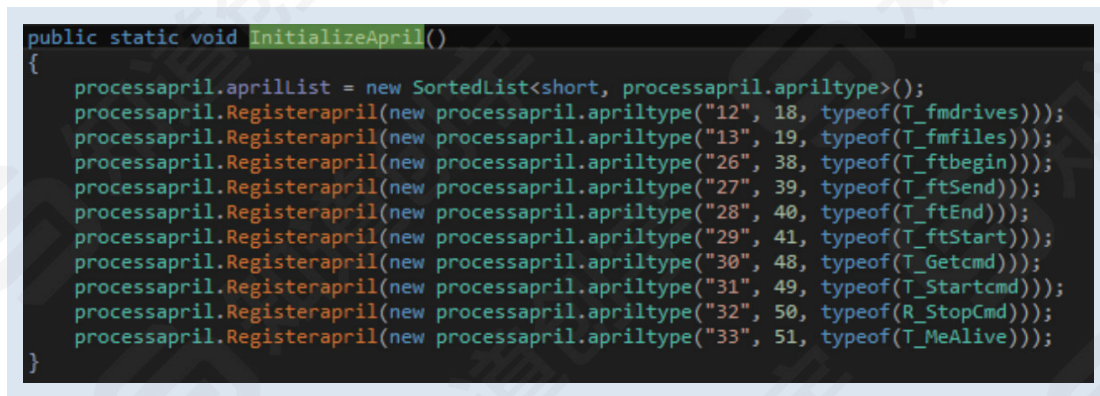 public static void InitializeApril()
{
processapril.aprilList = new SortedList<short, processapril.apriltype>();
processapril.Registerapril(new processapril.apriltype("12", 18, typeof(T_fmdrives)));
processapril.Registerapril(new processapril.apriltype("13", 19, typeof(T_fmfiles)));
processapril.Registerapril(new processapril.apriltype("26", 38, typeof(T_ftbegin)));
processapril.Registerapril(new processapril.apriltype("27", 39, typeof(T_ftSend)));
processapril.Registerapril(new processapril.apriltype("28", 40, typeof(T_ftEnd)));
processapril.Registerapril(new processapril.apriltype("29", 41, typeof(T_ftStart)));
processapril.Registerapril(new processapril.apriltype("30", 48, typeof(T_Getcmd)));
processapril.Registerapril(new processapril.apriltype("31", 49, typeof(T_Startcmd)));
processapril.Registerapril(new processapril.apriltype("32", 50, typeof(R_StopCmd)));
processapril.Registerapril(new processapril.apriltype("33", 51, typeof(T_MeAlive)));
}